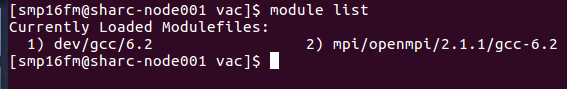 [smp16fm@sharc-node001 vac]$ module list
Currently Loaded Modulefiles:
  1) dev/gcc/6.2                   2) mpi/openmpi/2.1.1/gcc-6.2
[smp16fm@sharc-node001 vac]$